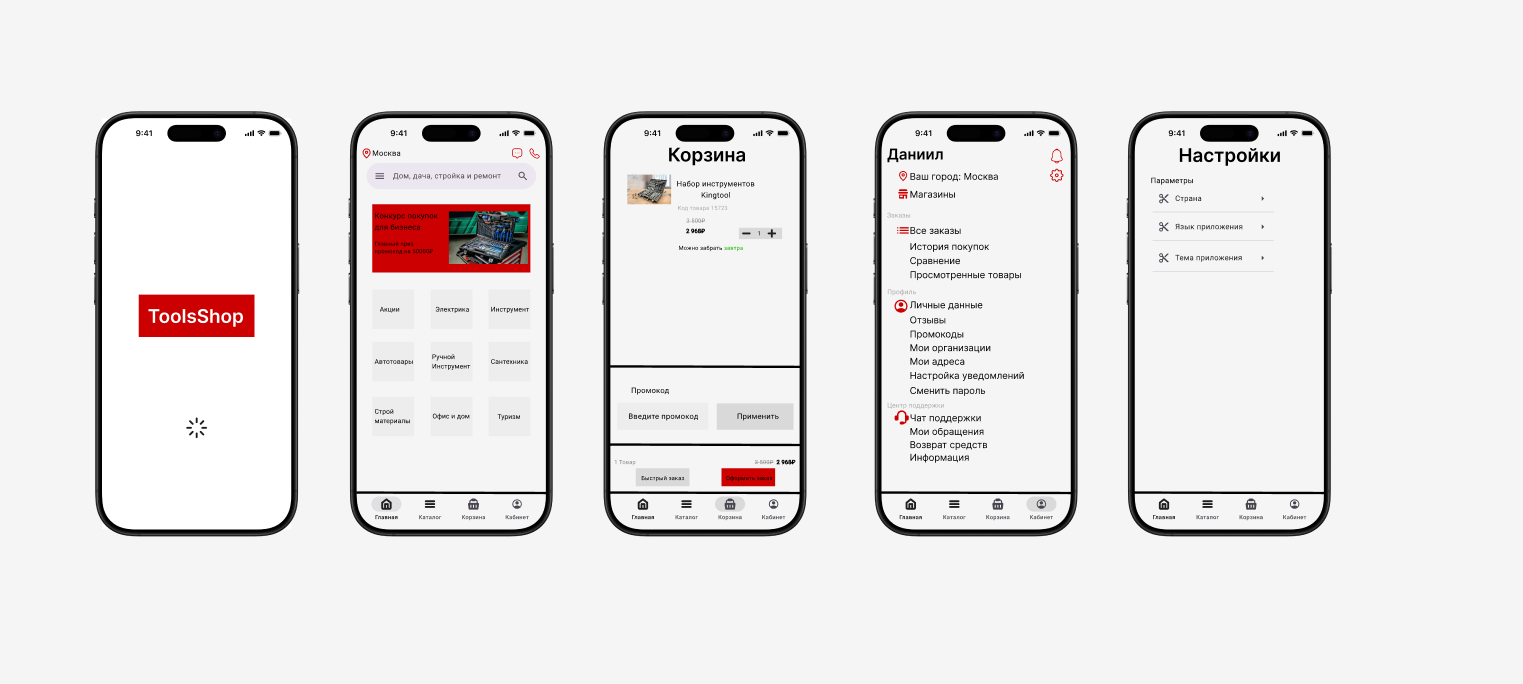 9:41
ToolsShop
9:41
Москва
Дом, дача, стройка и ремонт
Конкурс покупок
для бизнеса
Акции
Электрика
Инструмент
Автотовары
Ручной
Инструмент
Сантехника
Строй
материалы
Офис и дом
Туризм
Главная
Каталог
Корзина
Кабинет
9:41
Корзина
Набор инструментов
Kingtool
Код товара 15723
3 500₽
2 968₽
1
Можно забрать завтра
Промокод
Введите промокод
Применить
1 Товар
3 500₽ 2 968₽
Быстрый заказ
Оформить заказ
Главная
Каталог
Корзина
Кабинет
9:41
Даниил
Ваш город: Москва
Магазины
Заказы
Все заказы
История покупок
Сравнение
Просмотренные товары
Профиль
Личные данные
Отзывы
Промокоды
Мои организации
Мои адреса
Настройка уведомлений
Сменить пароль
Центр поддержки
Чат поддержки
Мои обращения
Возврат средств
Информация
Главная
Каталог
Корзина
Кабинет
9:41
Настройки
Параметры
Страна
Язык приложения
Тема приложения
Главная
Каталог
Корзина
Кабинет